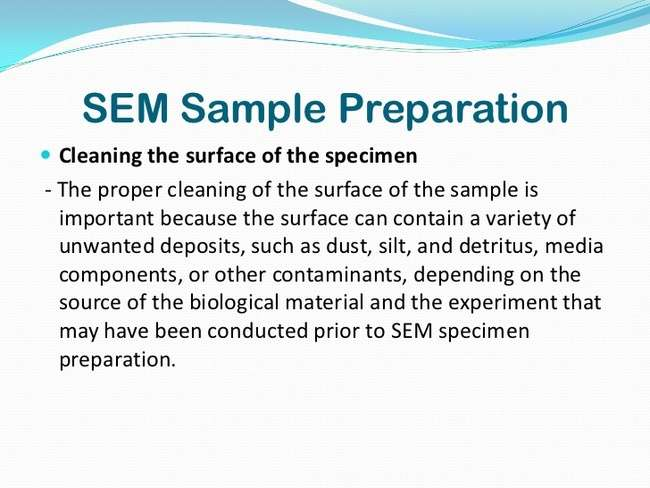 SEM Sample Preparation
• Cleaning the surface of the specimen
- The proper cleaning of the surface of the sample is
important because the surface can contain a variety of
unwanted deposits, such as dust, silt, and detritus, media
components, or other contaminants, depending on the
source of the biological material and the experiment that
may have been conducted prior to SEM specimen
preparation.